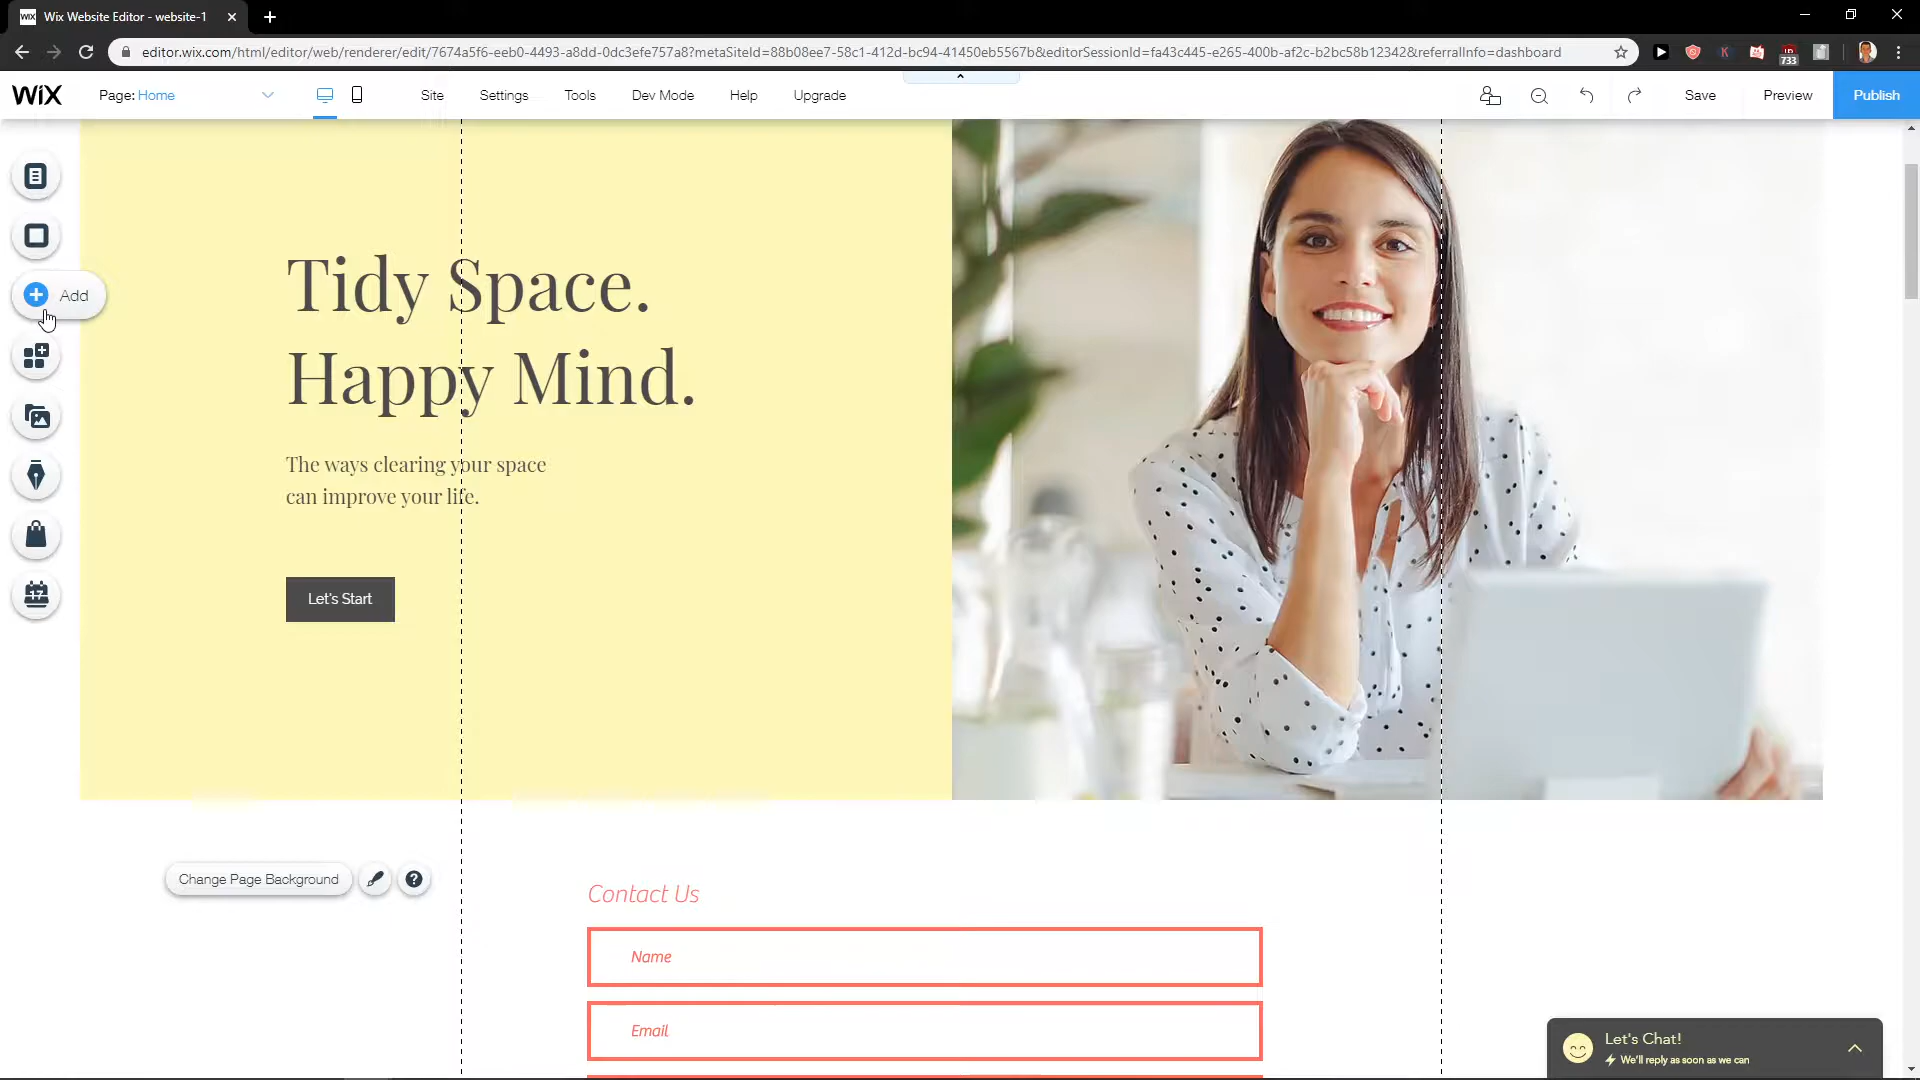 Wix Website Editor - website-1
editor.wix.com/html/editor/web/renderer/edit/7674a5f6-eeb0-4493-a8dd-0dc3efe757a8?metaSiteId=88b08ee7-58c1-412d-bc94-41450eb5567b&editorSessionId=fa43c445-e265-400b-af2c-b2bc58b12342&referralInfo=dashboard
733
WiX Page: Home Site Settings Tools Dev Mode Help Upgrade Save Preview Publish
Add
17
Tidy Space.
Happy Mind.
The ways clearing your space
can improve your life.
Let's Start
Change Page Background
Contact Us
Name
Email
Let's Chat!
We'll reply as soon as we can